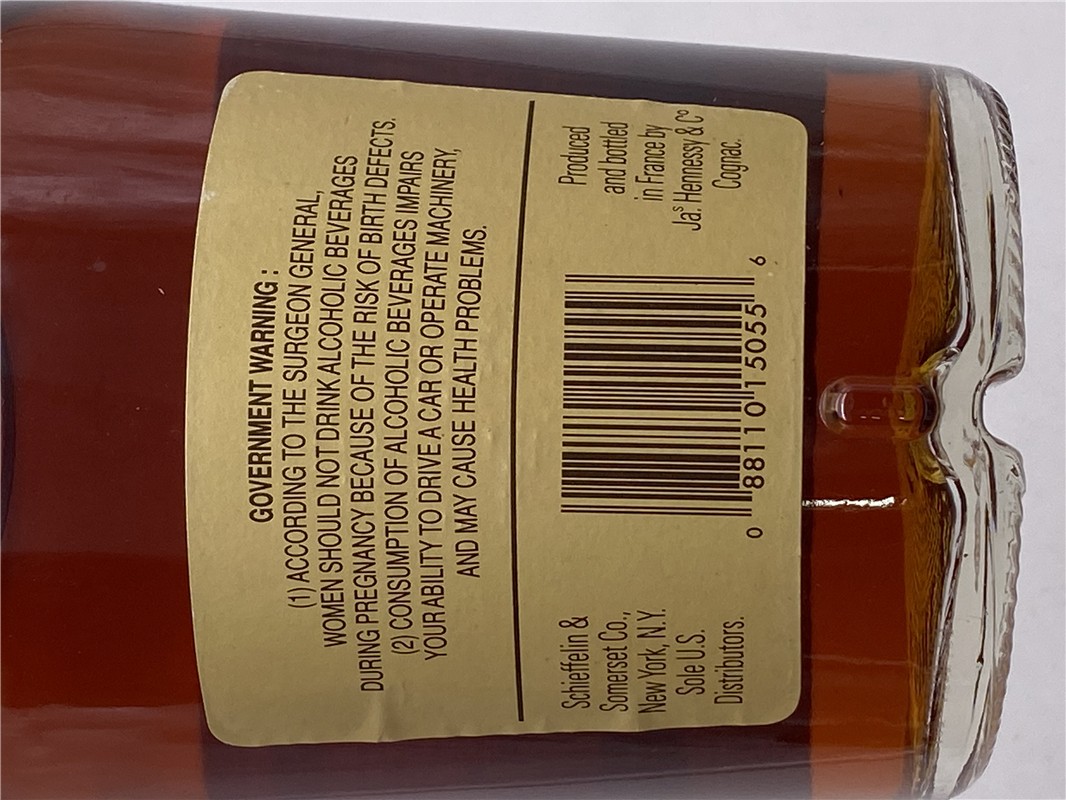 GOVERNMENT WARNING :
(1) ACCORDING TO THE SURGEON GENERAL,
WOMEN SHOULD NOT DRINK ALCOHOLIC BEVERAGES
DURING PREGNANCY BECAUSE OF THE RISK OF BIRTH DEFECTS.
(2) CONSUMPTION OF ALCOHOLIC BEVERAGES IMPAIRS
YOUR ABILITY TO DRIVE A CAR OR OPERATE MACHINERY,
AND MAY CAUSE HEALTH PROBLEMS.
Schieffelin &
Somerset Co.,
New York, N.Y.
Sole U.S.
Distributors.
0 88110 15055 6
Produced
and bottled
in France by
Jaˢ. Hennessy & Cº
Cognac.